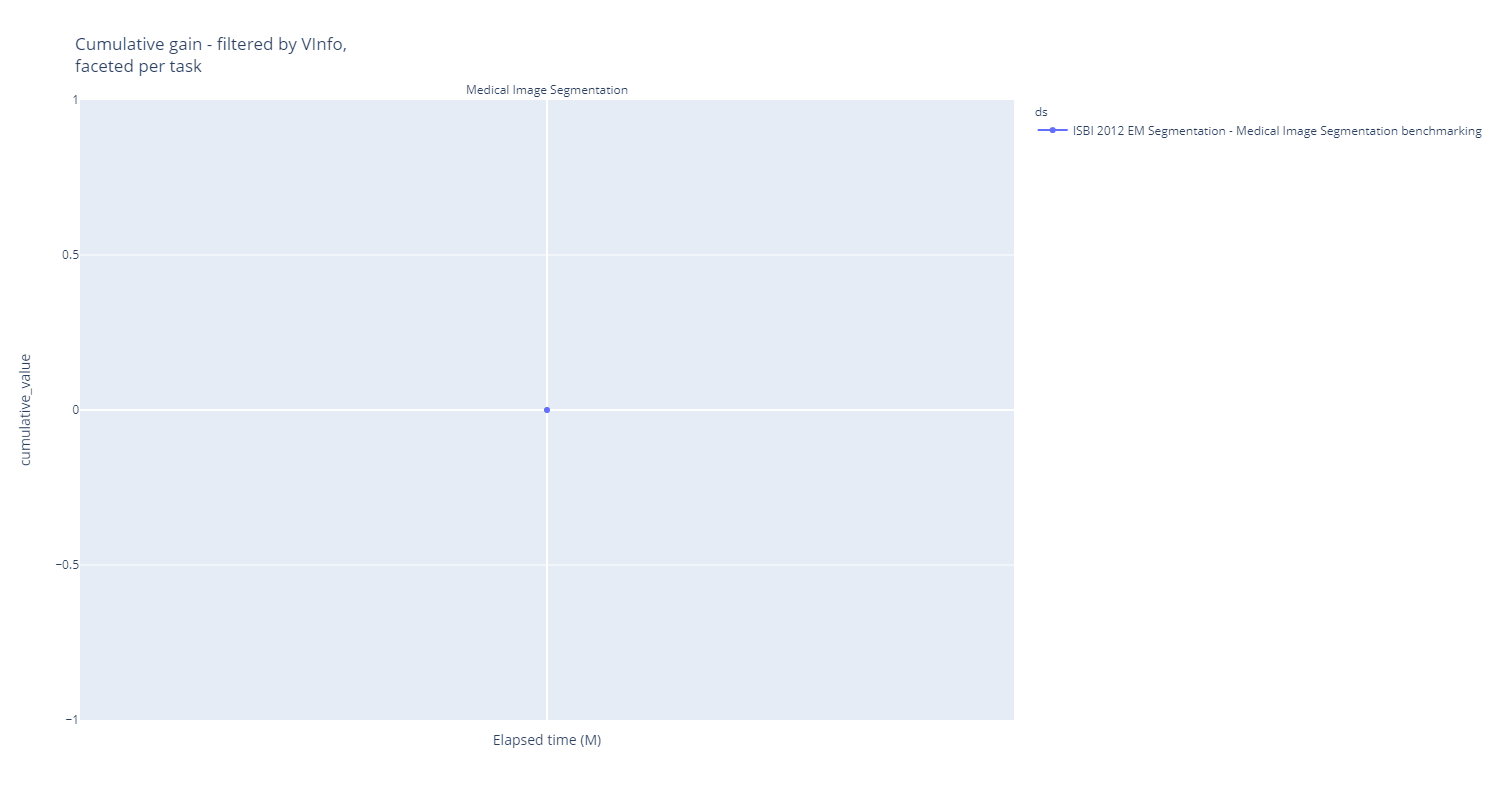 Cumulative gain - filtered by VInfo,
faceted per task
Medical Image Segmentation
1
0.5
0
−0.5
−1
cumulative_value
Elapsed time (M)
ds
ISBI 2012 EM Segmentation - Medical Image Segmentation benchmarking